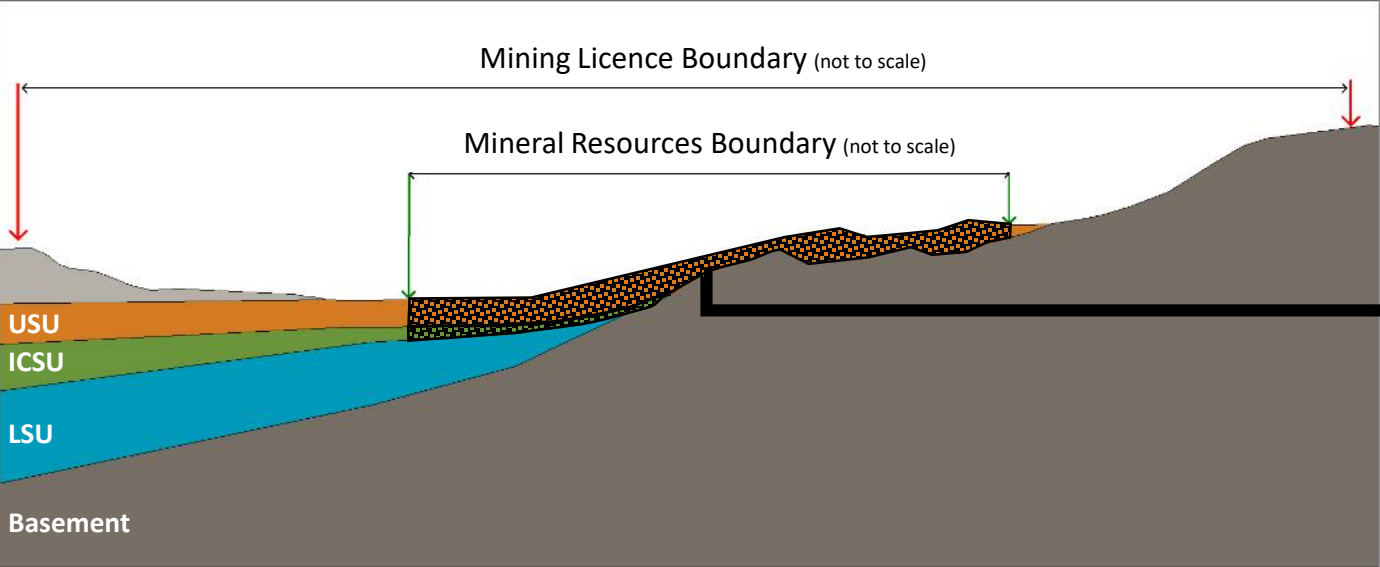 Mining Licence Boundary (not to scale)
Mineral Resources Boundary (not to scale)
USU
ICSU
LSU
Basement